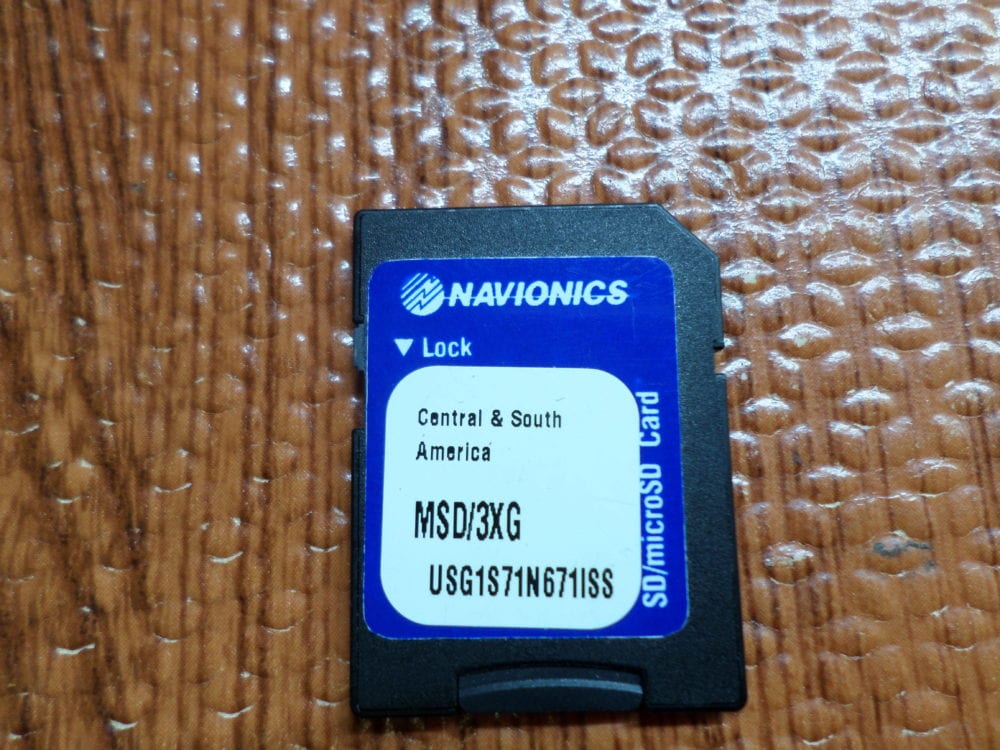 NAVIONICS
▼ Lock
Central & South
America
MSD/3XG
USG1S71N671ISS
SD/microSD Card